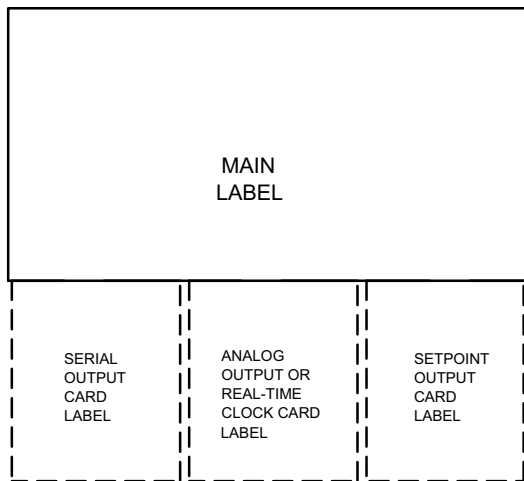 MAIN
LABEL
SERIAL
OUTPUT
CARD
LABEL
ANALOG
OUTPUT OR
REAL-TIME
CLOCK CARD
LABEL
SETPOINT
OUTPUT
CARD
LABEL